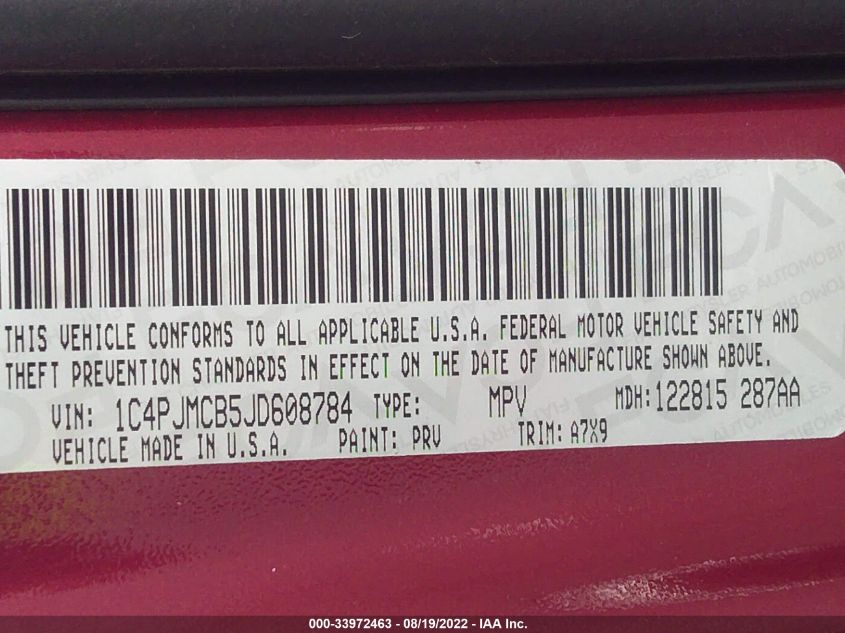 THIS VEHICLE CONFORMS TO ALL APPLICABLE U.S.A. FEDERAL MOTOR VEHICLE SAFETY AND
THEFT PREVENTION STANDARDS IN EFFECT ON THE DATE OF MANUFACTURE SHOWN ABOVE.
VIN: 1C4PJMCB5JD608784 TYPE: MPV MDH:122815 287AA
VEHICLE MADE IN U.S.A. PAINT: PRV TRIM: A7X9
000-33972463 - 08/19/2022 - IAA Inc.